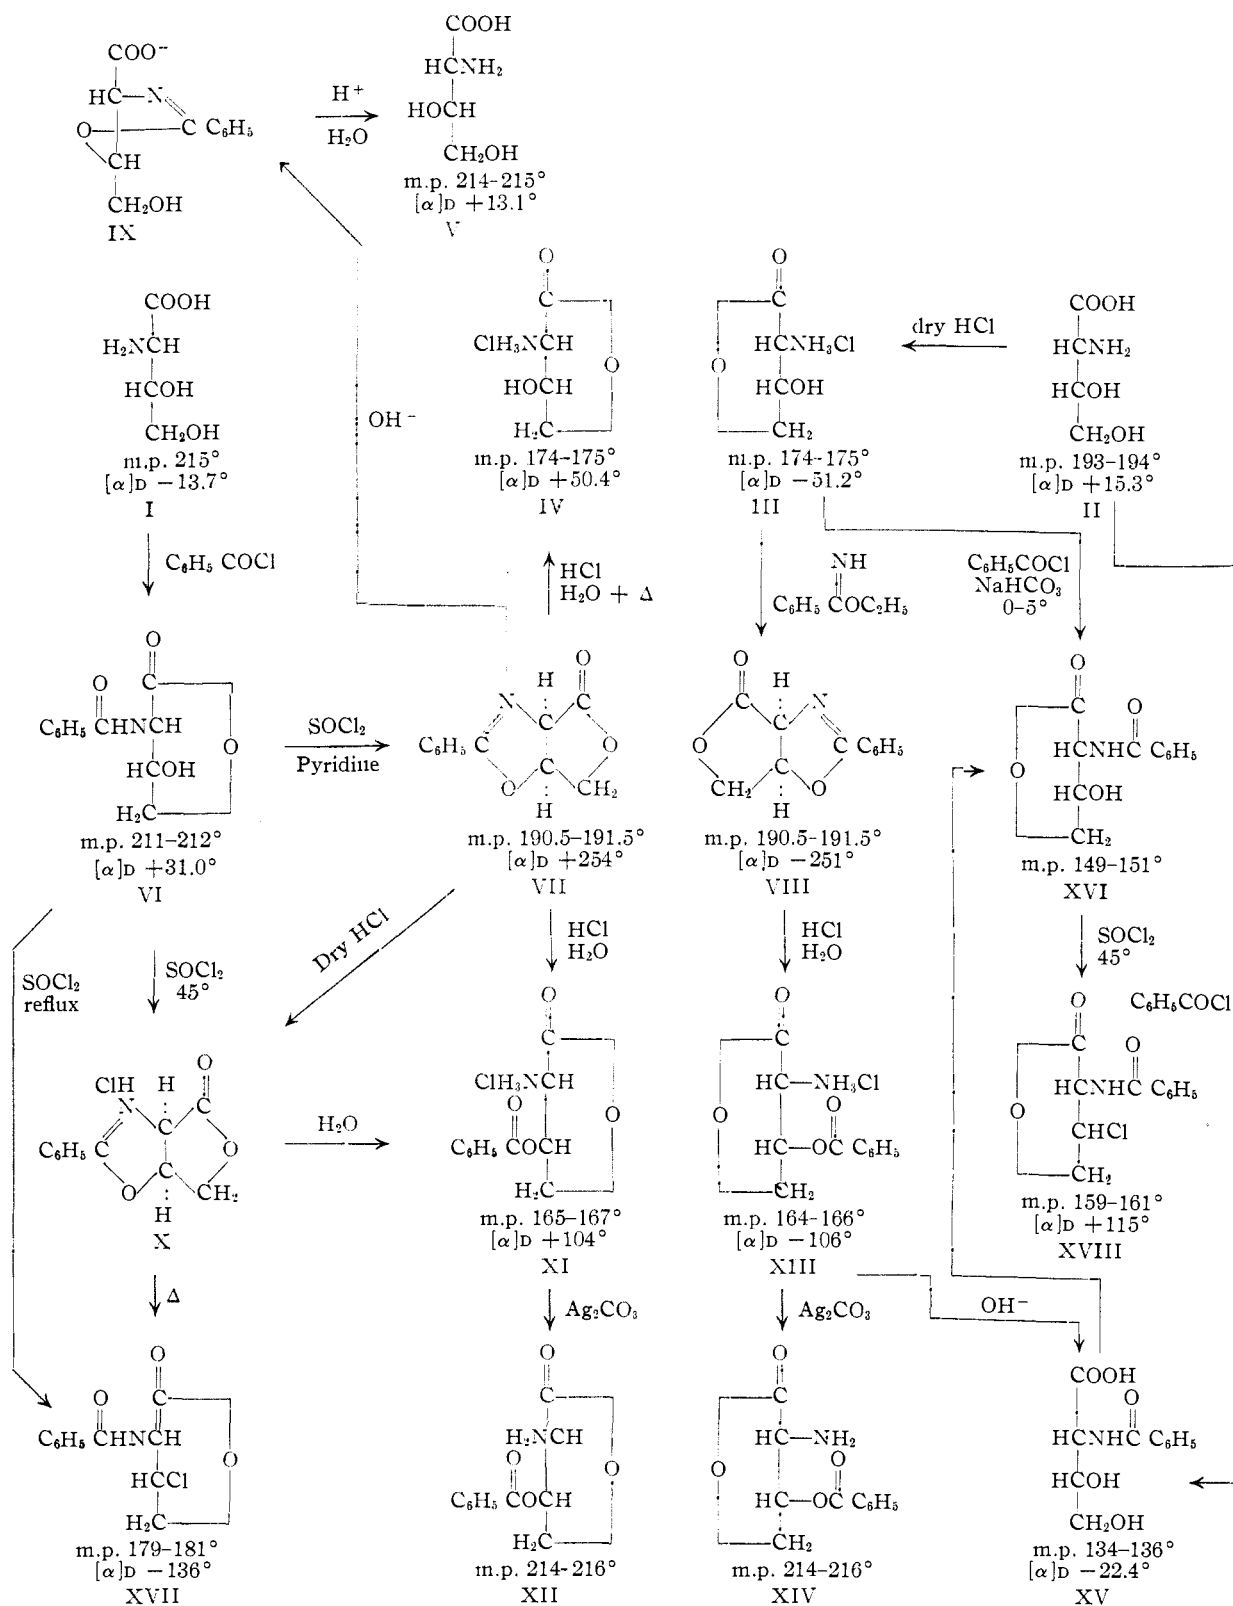 COO⁻
HC—N
O C C₆H₅
CH
CH₂OH
IX
H⁺
H₂O
COOH
HCNH₂
HOCH
CH₂OH
m.p. 214-215°
[α]D +13.1°
V
COOH
H₂NCH
HCOH
CH₂OH
m.p. 215°
[α]D −13.7°
I
OH⁻
O
C
ClH₃NCH
HOCH
O
H₂C
m.p. 174-175°
[α]D +50.4°
IV
O
C
HCNH₃Cl
O
HCOH
CH₂
m.p. 174-175°
[α]D −51.2°
III
dry HCl
COOH
HCNH₂
HCOH
CH₂OH
m.p. 193-194°
[α]D +15.3°
II
C₆H₅ COCl
HCl
H₂O + Δ
NH
C₆H₅ COC₂H₅
C₆H₅COCl
NaHCO₃
0-5°
O
O C
C₆H₅ CHNCH
O
HCOH
H₂C
m.p. 211-212°
[α]D +31.0°
VI
SOCl₂
Pyridine
H O
N C
C
C₆H₅ C O
C
O CH₂
H
m.p. 190.5-191.5°
[α]D +254°
VII
O H
C N
C
O C C₆H₅
C
CH₂ O
H
m.p. 190.5-191.5°
[α]D −251°
VIII
O
C O
HCNHC C₆H₅
O
HCOH
CH₂
m.p. 149-151°
XVI
SOCl₂
reflux
SOCl₂
45°
Dry HCl
HCl
H₂O
HCl
H₂O
SOCl₂
45°
ClH H O
N C
C
C₆H₅ C O
C
O CH₂
H
X
H₂O
O
C
ClH₃NCH
O O
C₆H₅ COCH
H₂C
m.p. 165-167°
[α]D +104°
XI
O
C
HC—NH₃Cl
O O
HC—OC C₆H₅
CH₂
m.p. 164-166°
[α]D −106°
XIII
O C₆H₅COCl
C O
HC—NHC C₆H₅
O
CHCl
CH₂
m.p. 159-161°
[α]D +115°
XVIII
Δ
Ag₂CO₃
Ag₂CO₃
OH⁻
O
O C
C₆H₅ CHNCH
O
HCCl
H₂C
m.p. 179-181°
[α]D −136°
XVII
O
C
H₂NCH
O O
C₆H₅ COCH
H₂C
m.p. 214-216°
XII
O
C
HC—NH₂
O O
HC—OC C₆H₅
CH₂
m.p. 214-216°
XIV
COOH
O
HCNHC C₆H₅
HCOH
CH₂OH
m.p. 134-136°
[α]D −22.4°
XV